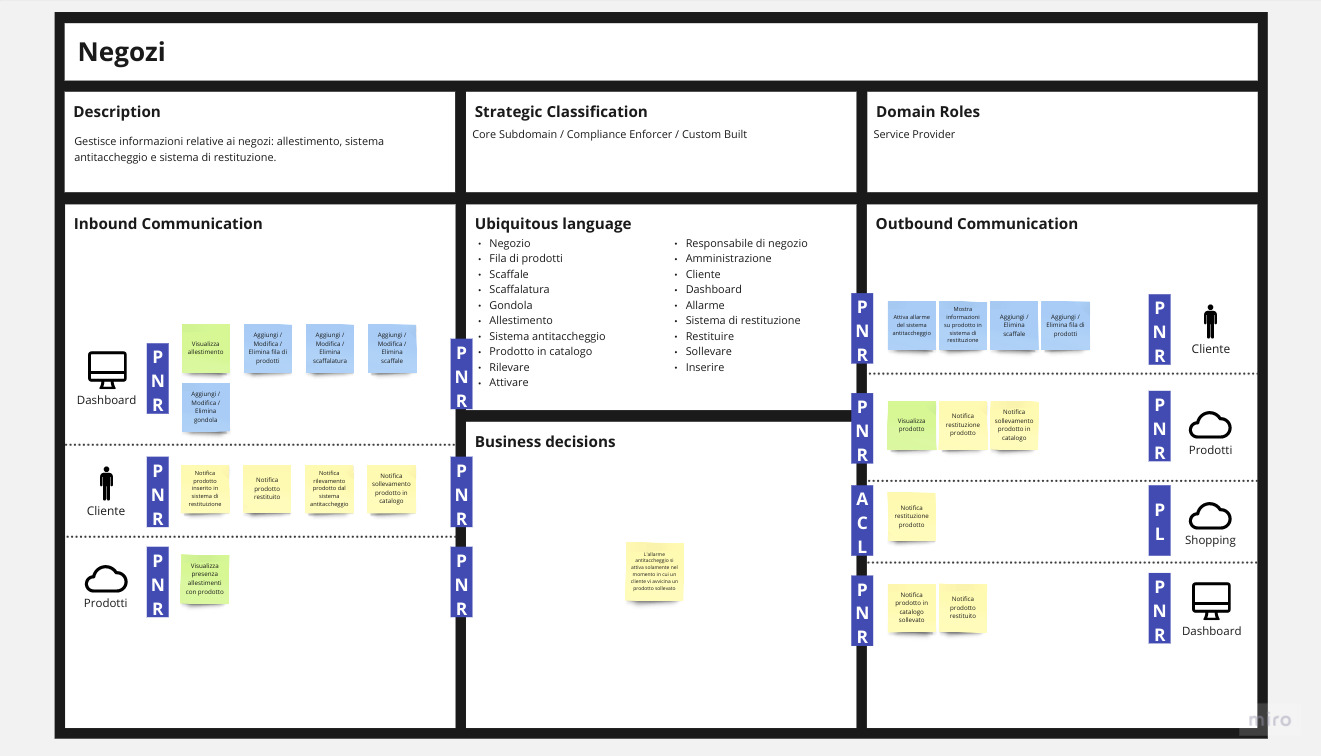 Negozi
Description
Gestisce informazioni relative ai negozi: allestimento, sistema
antitaccheggio e sistema di restituzione.
Strategic Classification
Core Subdomain / Compliance Enforcer / Custom Built
Domain Roles
Service Provider
Inbound Communication
Dashboard
P
N
R
Visualizza
allestimento
Aggiungi /
Modifica /
Elimina fila di
prodotti
Aggiungi /
Modifica /
Elimina
scaffalatura
Aggiungi /
Modifica /
Elimina
scaffale
Aggiungi /
Modifica /
Elimina
gondola
P
N
R
Cliente
P
N
R
Notifica
prodotto
inserito in
sistema di
restituzione
Notifica
prodotto
restituito
Notifica
rilevamento
prodotto dal
sistema
antitaccheggio
Notifica
sollevamento
prodotto in
catalogo
P
N
R
Prodotti
P
N
R
Visualizza
presenza
allestimenti
con prodotto
P
N
R
Ubiquitous language
• Negozio
• Fila di prodotti
• Scaffale
• Scaffalatura
• Gondola
• Allestimento
• Sistema antitaccheggio
• Prodotto in catalogo
• Rilevare
• Attivare
• Responsabile di negozio
• Amministrazione
• Cliente
• Dashboard
• Allarme
• Sistema di restituzione
• Restituire
• Sollevare
• Inserire
Business decisions
L'allarme
antitaccheggio si
attiva solamente nel
momento in cui un
cliente vi avvicina un
prodotto sollevato
Outbound Communication
P
N
R
Attiva allarme
del sistema
antitaccheggio
Mostra
informazioni
su prodotto in
sistema di
restituzione
Aggiungi /
Elimina
scaffale
Aggiungi /
Elimina fila di
prodotti
P
N
R
Cliente
P
N
R
Visualizza
prodotto
Notifica
restituzione
prodotto
Notifica
sollevamento
prodotto in
catalogo
P
N
R
Prodotti
A
C
L
Notifica
restituzione
prodotto
P
L
Shopping
P
N
R
Notifica
prodotto in
catalogo
sollevato
Notifica
prodotto
restituito
P
N
R
Dashboard
miro